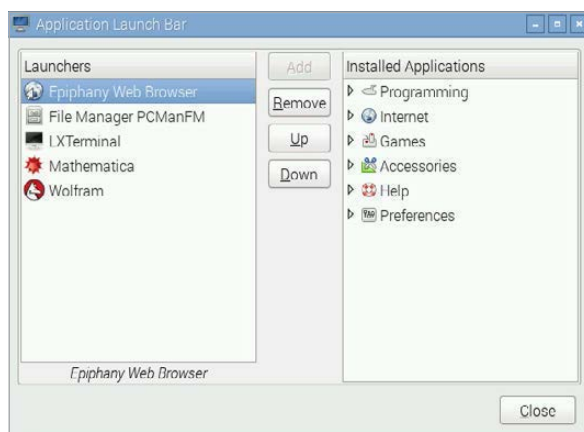 Application Launch Bar
Launchers
Epiphany Web Browser
File Manager PCManFM
LXTerminal
Mathematica
Wolfram
Epiphany Web Browser
Add
Remove
Up
Down
Installed Applications
Programming
Internet
Games
Accessories
Help
Preferences
Close